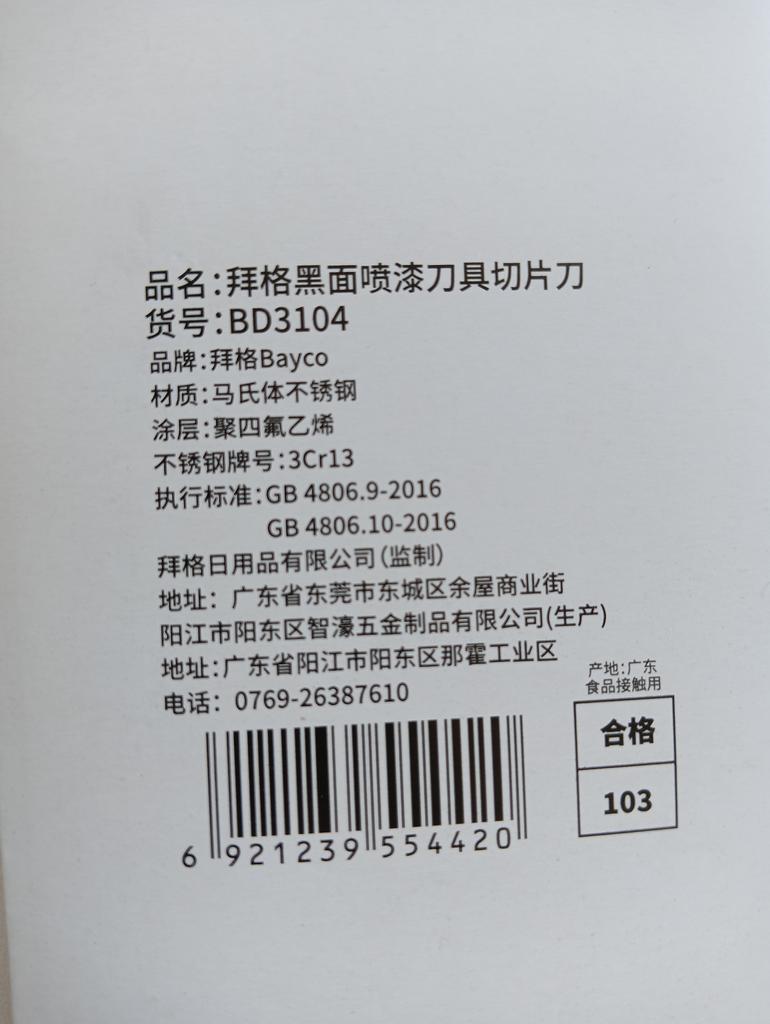 品名:拜格黑面喷漆刀具切片刀
货号:BD3104
品牌:拜格Bayco
材质:马氏体不锈钢
涂层:聚四氟乙烯
不锈钢牌号:3Cr13
执行标准:GB 4806.9-2016
GB 4806.10-2016
拜格日用品有限公司(监制)
地址: 广东省东莞市东城区余屋商业街
阳江市阳东区智濠五金制品有限公司(生产)
地址:广东省阳江市阳东区那霍工业区
电话: 0769-26387610
产地:广东
食品接触用
合格
103
6 921239 554420